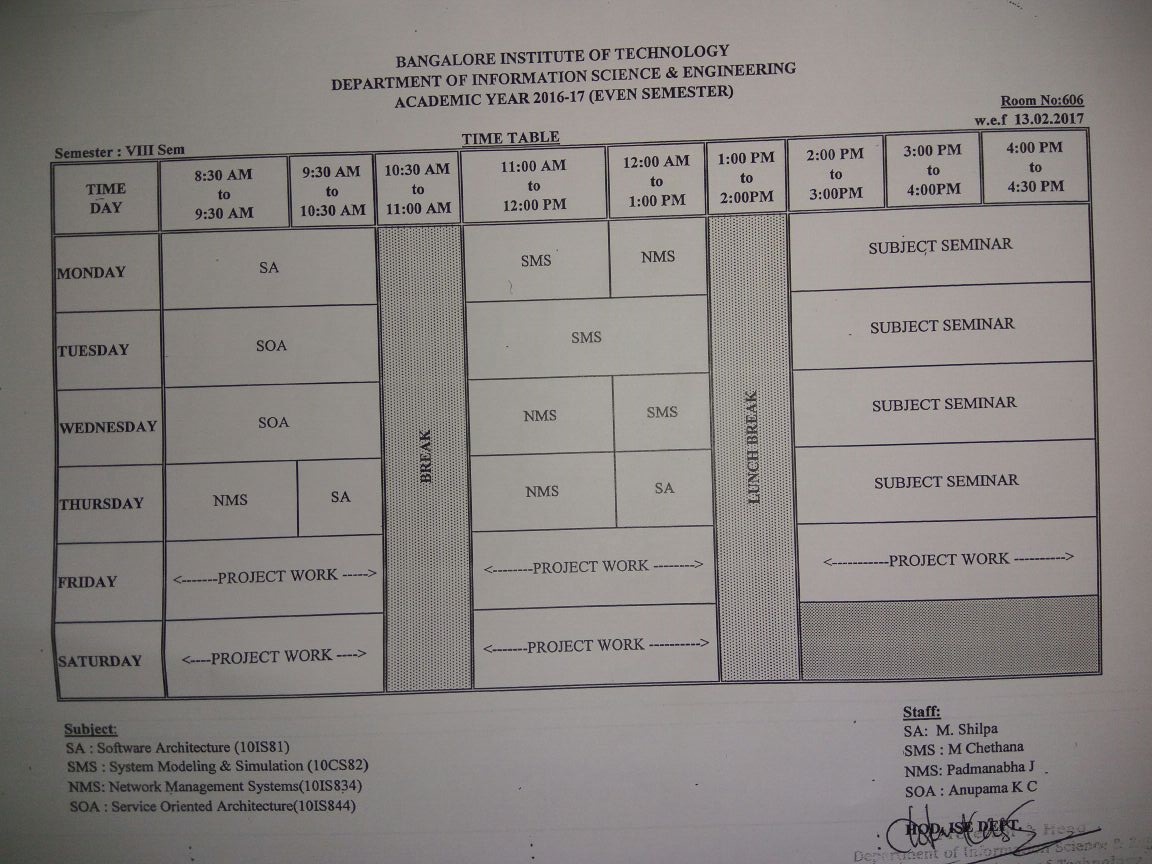 BANGALORE INSTITUTE OF TECHNOLOGY
DEPARTMENT OF INFORMATION SCIENCE & ENGINEERING
ACADEMIC YEAR 2016-17 (EVEN SEMESTER)
Room No:606
w.e.f 13.02.2017
Semester : VIII Sem
TIME TABLE
TIME DAY
8:30 AM to 9:30 AM
9:30 AM to 10:30 AM
10:30 AM to 11:00 AM
11:00 AM to 12:00 PM
12:00 AM to 1:00 PM
1:00 PM to 2:00PM
2:00 PM to 3:00PM
3:00 PM to 4:00PM
4:00 PM to 4:30 PM
MONDAY SA SMS NMS SUBJECT SEMINAR
TUESDAY SOA SMS SUBJECT SEMINAR
WEDNESDAY SOA NMS SMS SUBJECT SEMINAR
BREAK
LUNCH BREAK
THURSDAY NMS SA NMS SA SUBJECT SEMINAR
FRIDAY <-------PROJECT WORK -----> <--------PROJECT WORK --------> <------------PROJECT WORK ---------->
SATURDAY <----PROJECT WORK ----> <-------PROJECT WORK ---------->
Subject:
SA : Software Architecture (10IS81)
SMS : System Modeling & Simulation (10CS82)
NMS: Network Management Systems(10IS834)
SOA : Service Oriented Architecture(10IS844)
Staff:
SA: M. Shilpa
SMS : M Chethana
NMS: Padmanabha J
SOA : Anupama K C
HOD, ISE DEPT.
Head
Department of Information Science &